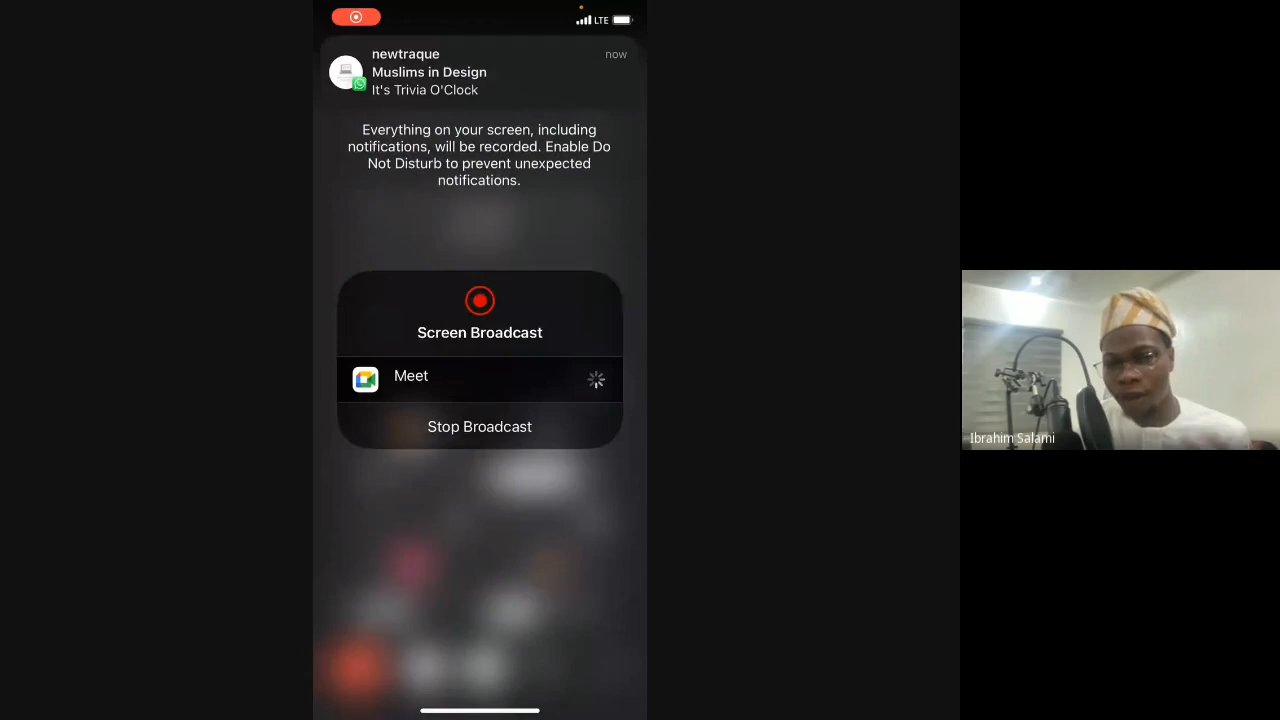 LTE
newtraque
now
Muslims in Design
It's Trivia O'Clock
Everything on your screen, including
notifications, will be recorded. Enable Do
Not Disturb to prevent unexpected
notifications.
Screen Broadcast
Meet
Stop Broadcast
Ibrahim Salami